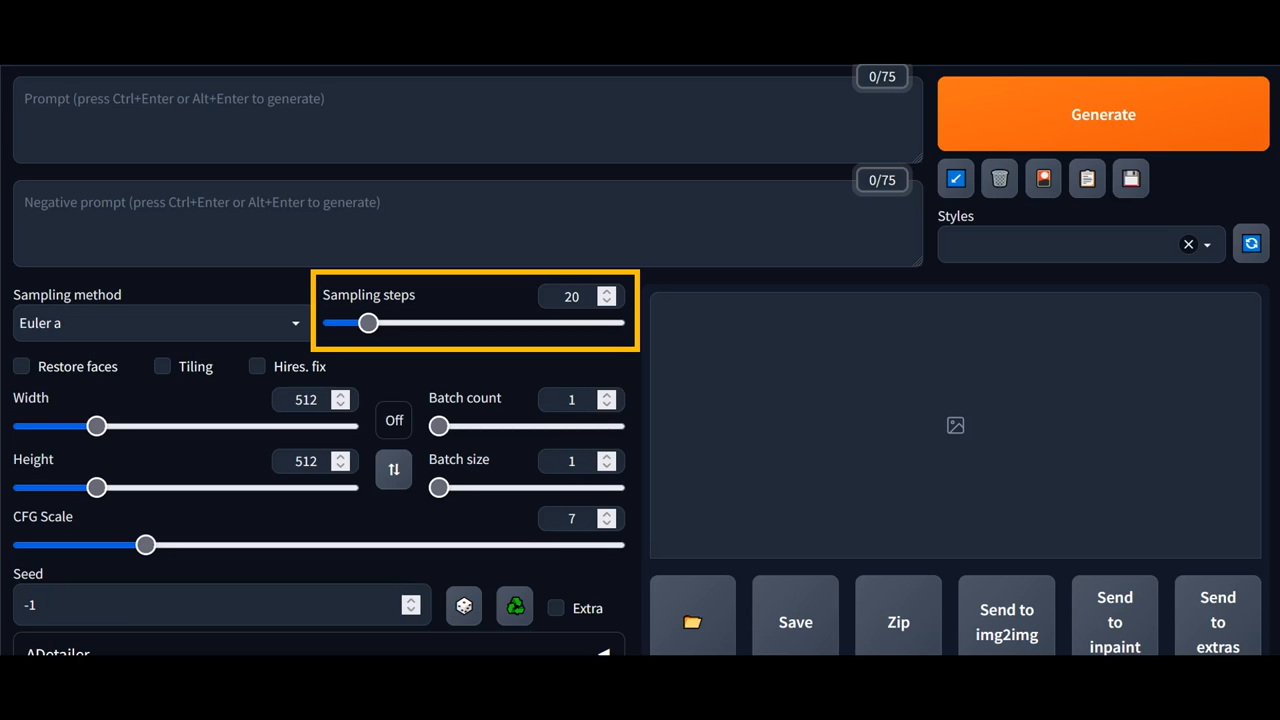 0/75
Prompt (press Ctrl+Enter or Alt+Enter to generate)
Generate
0/75
Negative prompt (press Ctrl+Enter or Alt+Enter to generate)
Styles
Sampling method
Euler a
Sampling steps
20
Restore faces
Tiling
Hires. fix
Width
512
Off
Batch count
1
Height
512
Batch size
1
CFG Scale
7
Seed
-1
Extra
ADetailer
Save
Zip
Send to
img2img
Send
to
inpaint
Send
to
extras